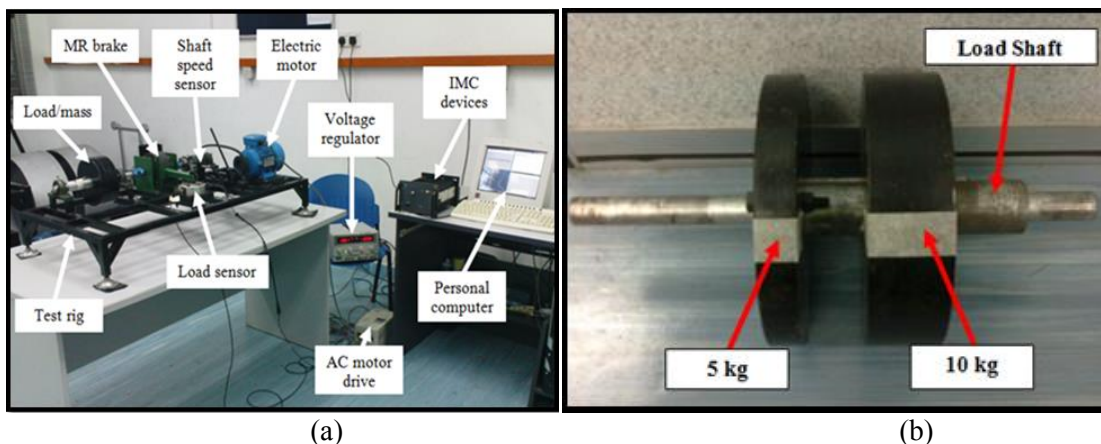 MR brake
Shaft
speed
sensor
Electric
motor
Load/mass
Voltage
regulator
IMC
devices
Load sensor
Test rig
Personal
computer
AC motor
drive
Load Shaft
5 kg
10 kg
(a)
(b)